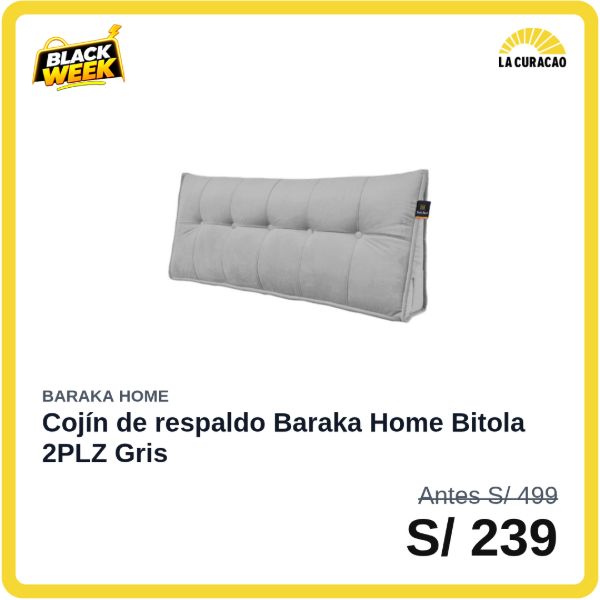 BLACK
WEEK
LA CURACAO
BARAKA HOME
Cojín de respaldo Baraka Home Bitola
2PLZ Gris
Antes S/ 499
S/ 239